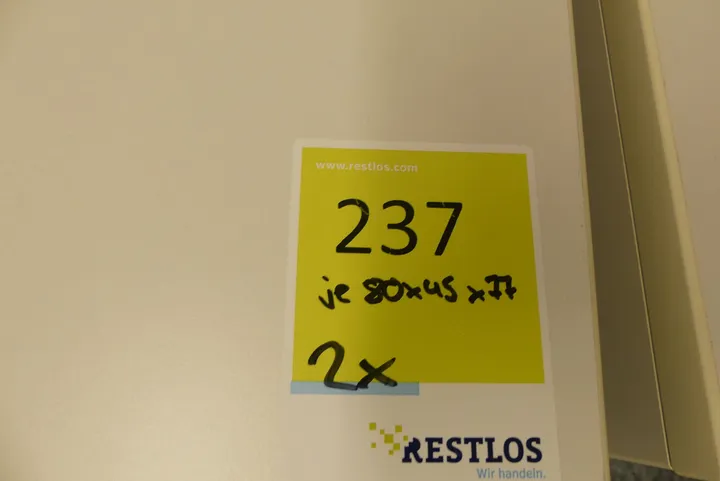 www.restlos.com
237
je 80x45 x77
2x
RESTLOS
Wir handeln.